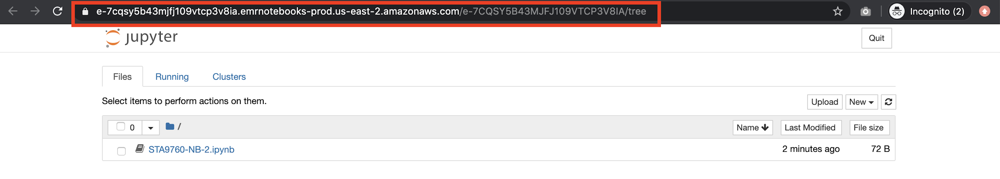 e-7cqsy5b43mjfj109vtcp3v8ia.emrnotebooks-prod.us-east-2.amazonaws.com/e-7CQSY5B43MJFJ109VTCP3V8IA/tree
Incognito (2)
jupyter
Quit
Files Running Clusters
Select items to perform actions on them.
Upload New
0 / Name Last Modified File size
STA9760-NB-2.ipynb 2 minutes ago 72 B